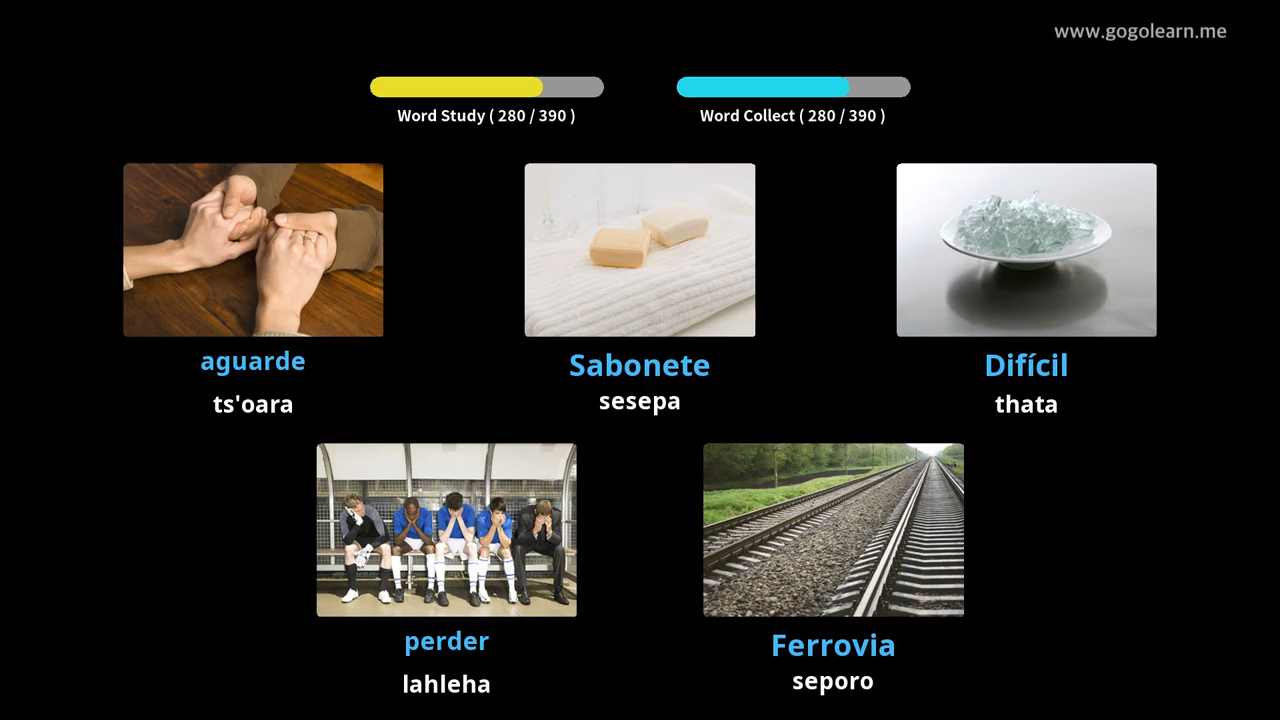 www.gogolearn.me
Word Study ( 280 / 390 )
Word Collect ( 280 / 390 )
aguarde
ts'oara
Sabonete
sesepa
Difícil
thata
perder
lahleha
Ferrovia
seporo